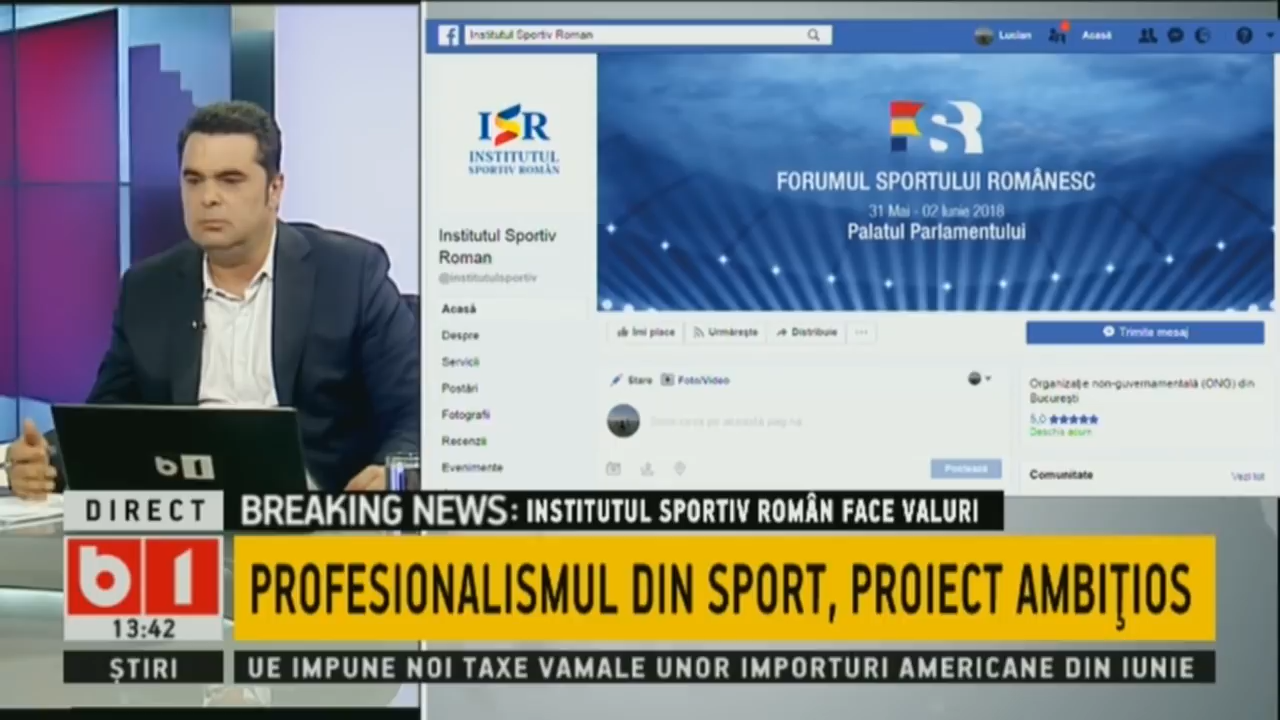 Institutul Sportiv Roman
Lucian
Acasă
ISR
INSTITUTUL
SPORTIV ROMÂN
FSR
FORUMUL SPORTULUI ROMÂNESC
31 Mai - 02 Iunie 2018
Palatul Parlamentului
Institutul Sportiv
Roman
@institutulsportiv
Acasă
Despre
Servicii
Postări
Fotografii
Recenzii
Evenimente
Îmi place
Urmărește
Distribuie
Trimite mesaj
Stare
Foto/Video
Organizație non-guvernamentală (ONG) din
București
5,0
Deschis acum
Postează
Comunitate
Vezi tot
b1
DIRECT
BREAKING NEWS: INSTITUTUL SPORTIV ROMÂN FACE VALURI
b1
PROFESIONALISMUL DIN SPORT, PROIECT AMBIŢIOS
13:42
ȘTIRI
UE IMPUNE NOI TAXE VAMALE UNOR IMPORTURI AMERICANE DIN IUNIE